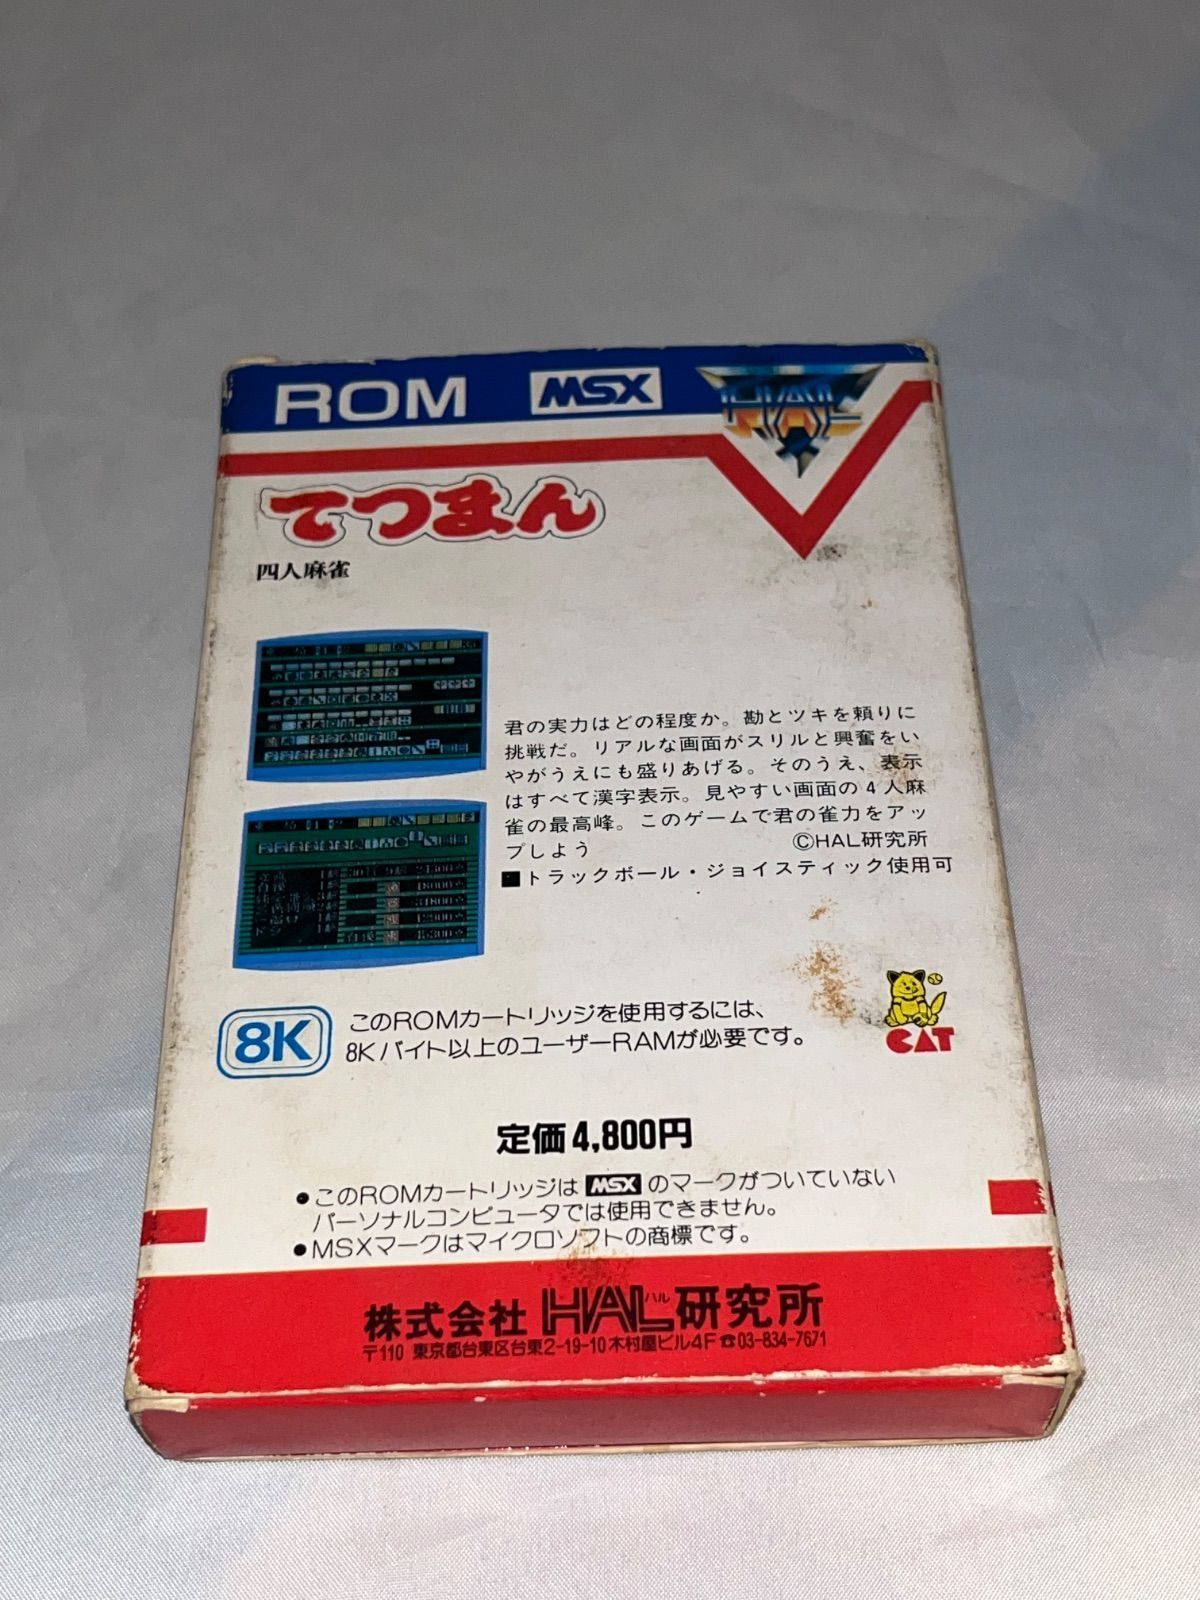 ROM MSX HAL
てつまん
四人麻雀
君の実力はどの程度か。勘とツキを頼りに
挑戦だ。リアルな画面がスリルと興奮をい
やがうえにも盛りあげる。そのうえ、表示
はすべて漢字表示。見やすい画面の4人麻
雀の最高峰。このゲームで君の雀力をアッ
プしよう ©HAL研究所
■トラックボール・ジョイスティック使用可
8K
このROMカートリッジを使用するには、
8Kバイト以上のユーザーRAMが必要です。
CAT
定価4,800円
●このROMカートリッジは MSX のマークがついていない
パーソナルコンピュータでは使用できません。
●MSXマークはマイクロソフトの商標です。
株式会社 HAL研究所
ハル
〒110 東京都台東区台東2-19-10木村屋ビル4F☎03-834-7671